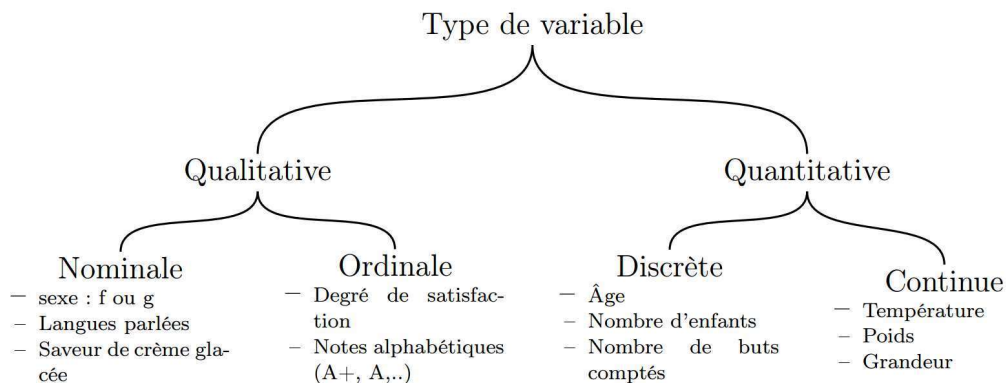 Type de variable
Qualitative
Quantitative
Nominale
– sexe : f ou g
– Langues parlées
– Saveur de crème gla-
cée
Ordinale
– Degré de satisfac-
tion
– Notes alphabétiques
(A+, A,..)
Discrète
– Âge
– Nombre d'enfants
– Nombre de buts
comptés
Continue
– Température
– Poids
– Grandeur